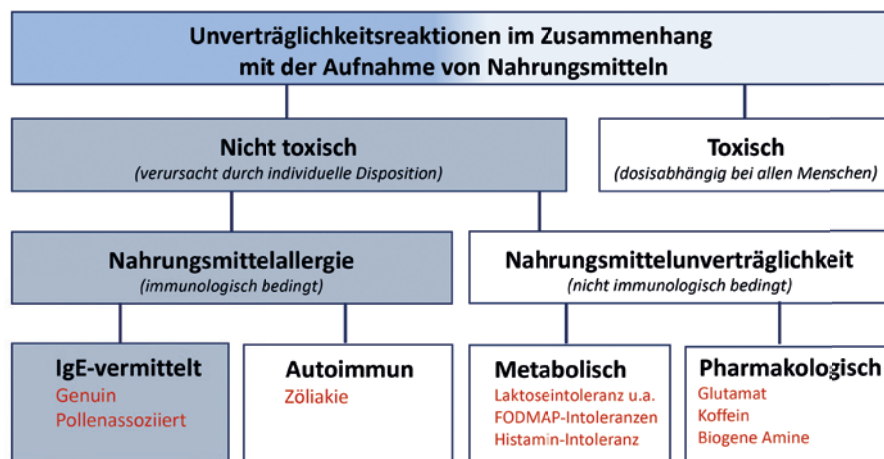 Unverträglichkeitsreaktionen im Zusammenhang
mit der Aufnahme von Nahrungsmitteln
Nicht toxisch
(verursacht durch individuelle Disposition)
Toxisch
(dosisabhängig bei allen Menschen)
Nahrungsmittelallergie
(immunologisch bedingt)
Nahrungsmittelunverträglichkeit
(nicht immunologisch bedingt)
IgE-vermittelt
Genuin
Pollenassoziiert
Autoimmun
Zöliakie
Metabolisch
Laktoseintoleranz u.a.
FODMAP-Intoleranzen
Histamin-Intoleranz
Pharmakologisch
Glutamat
Koffein
Biogene Amine